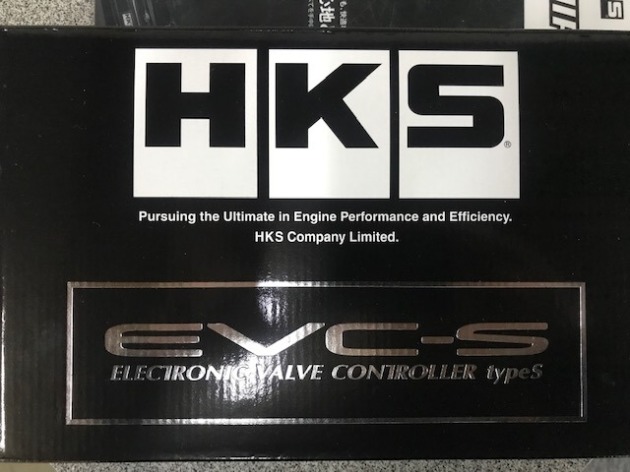 HKS®
Pursuing the Ultimate in Engine Performance and Efficiency.
HKS Company Limited.
EVC-S
ELECTRONIC VALVE CONTROLLER typeS